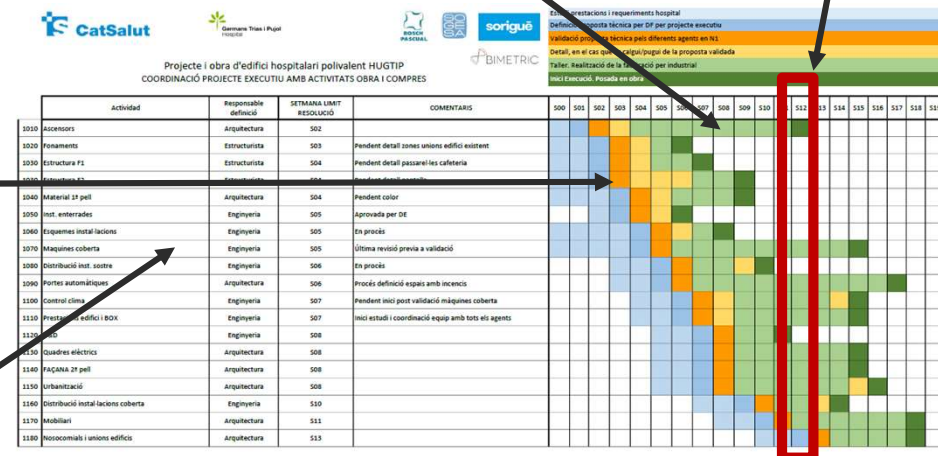 CatSalut
Germans Trias i Pujol
Hospital
BOSCH
PASCUAL
SO
GE
SA
sorigué
BIMETRIC
Projecte i obra d'edifici hospitalari polivalent HUGTIP
COORDINACIÓ PROJECTE EXECUTIU AMB ACTIVITATS OBRA I COMPRES
prestacions i requeriments hospital
proposta tècnica per DF per projecte executiu
Validació tècnica pels diferents agents en N1
Detall, en el cas que calgui/pugui de la proposta validada
Taller. Realització de la per industrial
Inici Execució. Posada en obra
Actividad Responsable definició SETMANA LIMIT RESOLUCIÓ COMENTARIS S00 S01 S02 S03 S04 S05 S07 S08 S09 S10 S12 S14 S15 S16 S17 S18
1010 Ascensors Arquitectura S02
1020 Fonaments Estructurista S03 Pendent detall zones unions edifici existent
1030 Estructura F1 Estructurista S04 Pendent detall passarel·les cafeteria
1040 Material 1ª pell Arquitectura S04 Pendent color
1050 Inst. enterrades Enginyeria S05 Aprovada per DE
1060 Esquemes instal·lacions Enginyeria S05 En procès
1070 Maquines coberta Enginyeria S05 Última revisió previa a validació
1080 Distribució inst. sostre Enginyeria S06 En procès
1090 Portes automàtiques Arquitectura S06 Procés definició espais amb incencis
1100 Control clima Enginyeria S07 Pendent inici post validació màquines coberta
1110 edifici i BOX Enginyeria S07 Inici estudi i coordinació equip amb tots els agents
1120 Enginyeria S08
1130 Quadres elèctrics Arquitectura S08
1140 FAÇANA 2ª pell Arquitectura S08
1150 Urbanització Arquitectura S08
1160 Distribució instal·lacions coberta Enginyeria S10
1170 Mobiliari Arquitectura S11
1180 Nosocomials i unions edificis Arquitectura S13